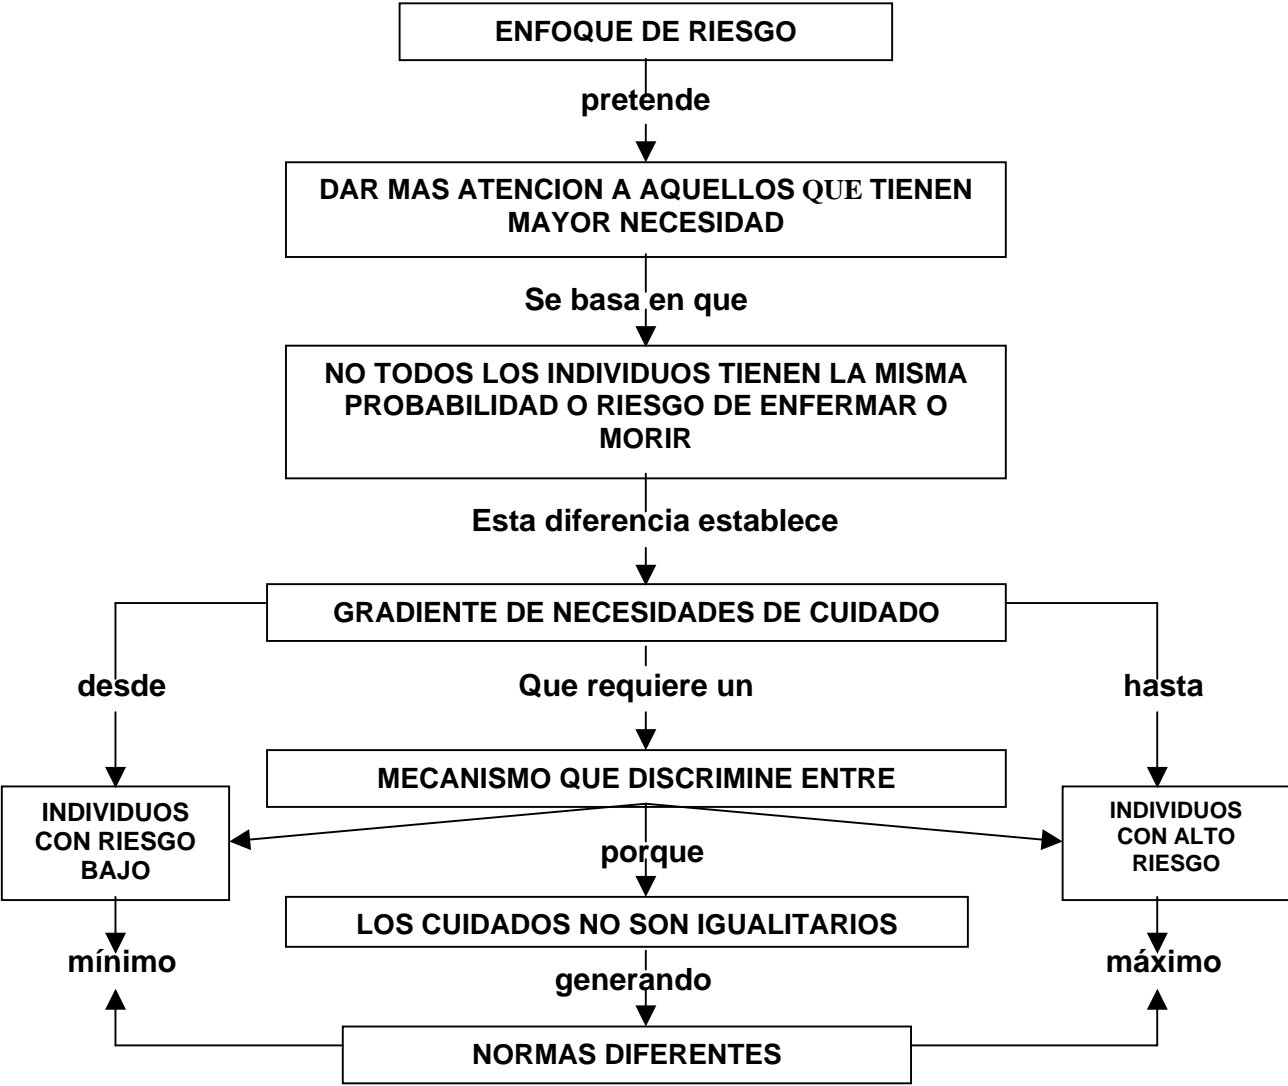 ENFOQUE DE RIESGO
pretende
DAR MAS ATENCION A AQUELLOS QUE TIENEN
MAYOR NECESIDAD
Se basa en que
NO TODOS LOS INDIVIDUOS TIENEN LA MISMA
PROBABILIDAD O RIESGO DE ENFERMAR O
MORIR
Esta diferencia establece
GRADIENTE DE NECESIDADES DE CUIDADO
desde
Que requiere un
hasta
MECANISMO QUE DISCRIMINE ENTRE
INDIVIDUOS
CON RIESGO
BAJO
INDIVIDUOS
CON ALTO
RIESGO
porque
LOS CUIDADOS NO SON IGUALITARIOS
mínimo
máximo
generando
NORMAS DIFERENTES